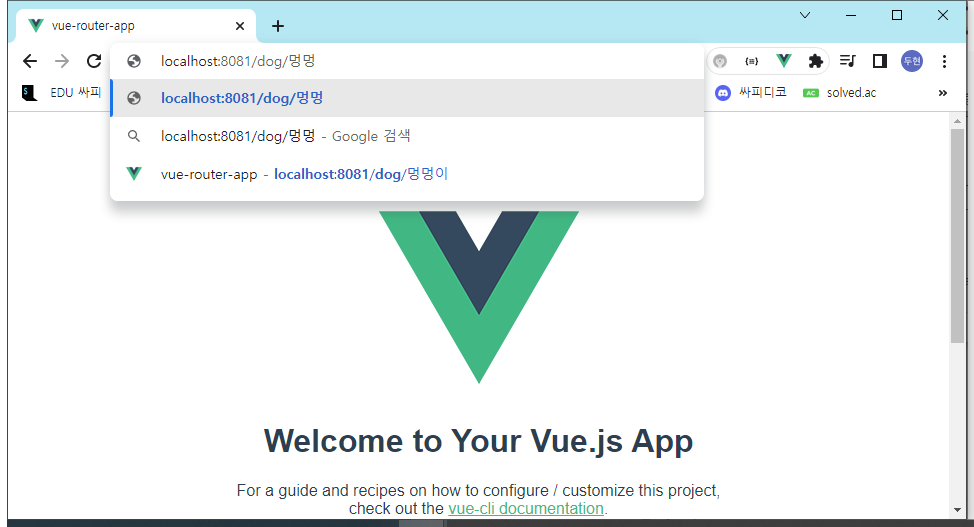 vue-router-app
localhost:8081/dog/멍멍
두현
localhost:8081/dog/멍멍
EDU 싸피
싸피디코
AC solved.ac
localhost:8081/dog/멍멍 - Google 검색
vue-router-app - localhost:8081/dog/멍멍이
Welcome to Your Vue.js App
For a guide and recipes on how to configure / customize this project,
check out the vue-cli documentation.